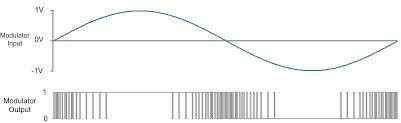 1V
Modulator
Input
0V
-1V
1
Modulator
Output
0